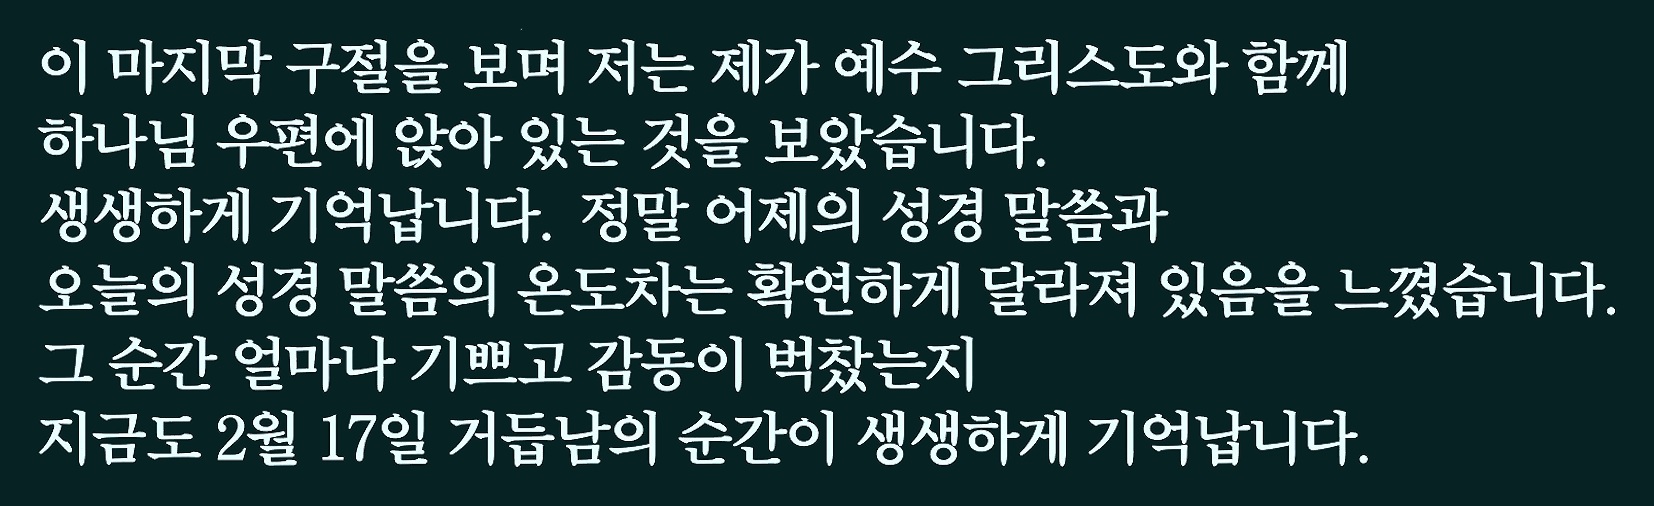 이 마지막 구절을 보며 저는 제가 예수 그리스도와 함께
하나님 우편에 앉아 있는 것을 보았습니다.
생생하게 기억납니다. 정말 어제의 성경 말씀과
오늘의 성경 말씀의 온도차는 확연하게 달라져 있음을 느꼈습니다.
그 순간 얼마나 기쁘고 감동이 벅찼는지
지금도 2월 17일 거듭남의 순간이 생생하게 기억납니다.